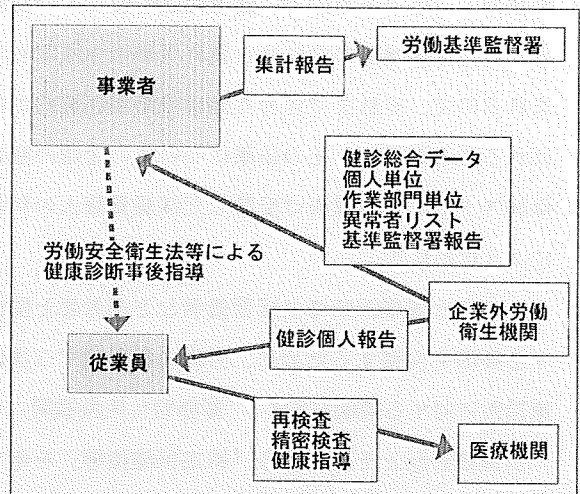 労働基準監督署
集計報告
事業者
健診総合データ
個人単位
作業部門単位
異常者リスト
基準監督署報告
労働安全衛生法等による
健康診断事後指導
企業外労働
衛生機関
健診個人報告
従業員
再検査
精密検査
健康指導
医療機関